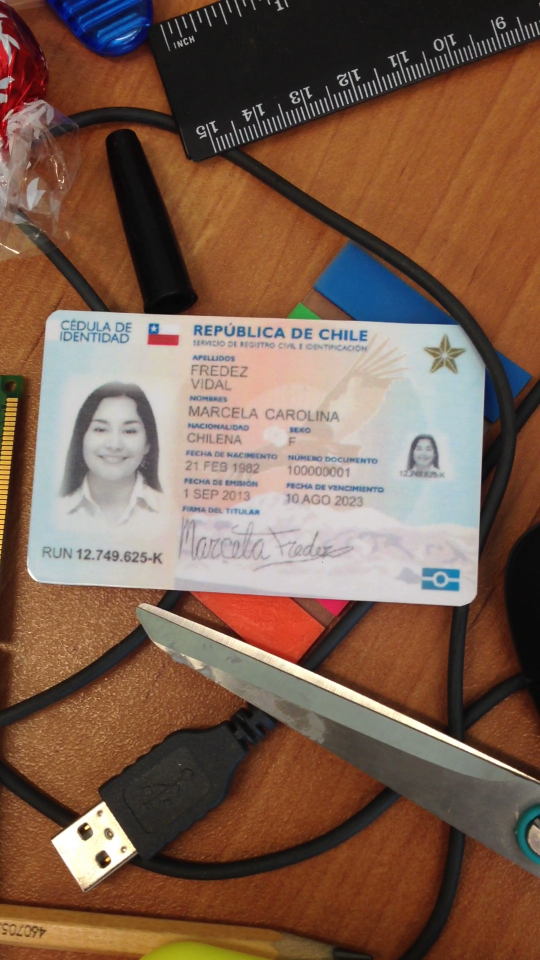 INCH
15 14 13 12 11 10 9
CÉDULA DE
IDENTIDAD
REPÚBLICA DE CHILE
SERVICIO DE REGISTRO CIVIL E IDENTIFICACIÓN
APELLIDOS
FREDEZ
VIDAL
NOMBRES
MARCELA CAROLINA
NACIONALIDAD SEXO
CHILENA F
FECHA DE NACIMIENTO NÚMERO DOCUMENTO
21 FEB 1982 100000001
FECHA DE EMISIÓN FECHA DE VENCIMIENTO
1 SEP 2013 10 AGO 2023
FIRMA DEL TITULAR
Marcela Fredez
12.749.625-K
RUN 12.749.625-K